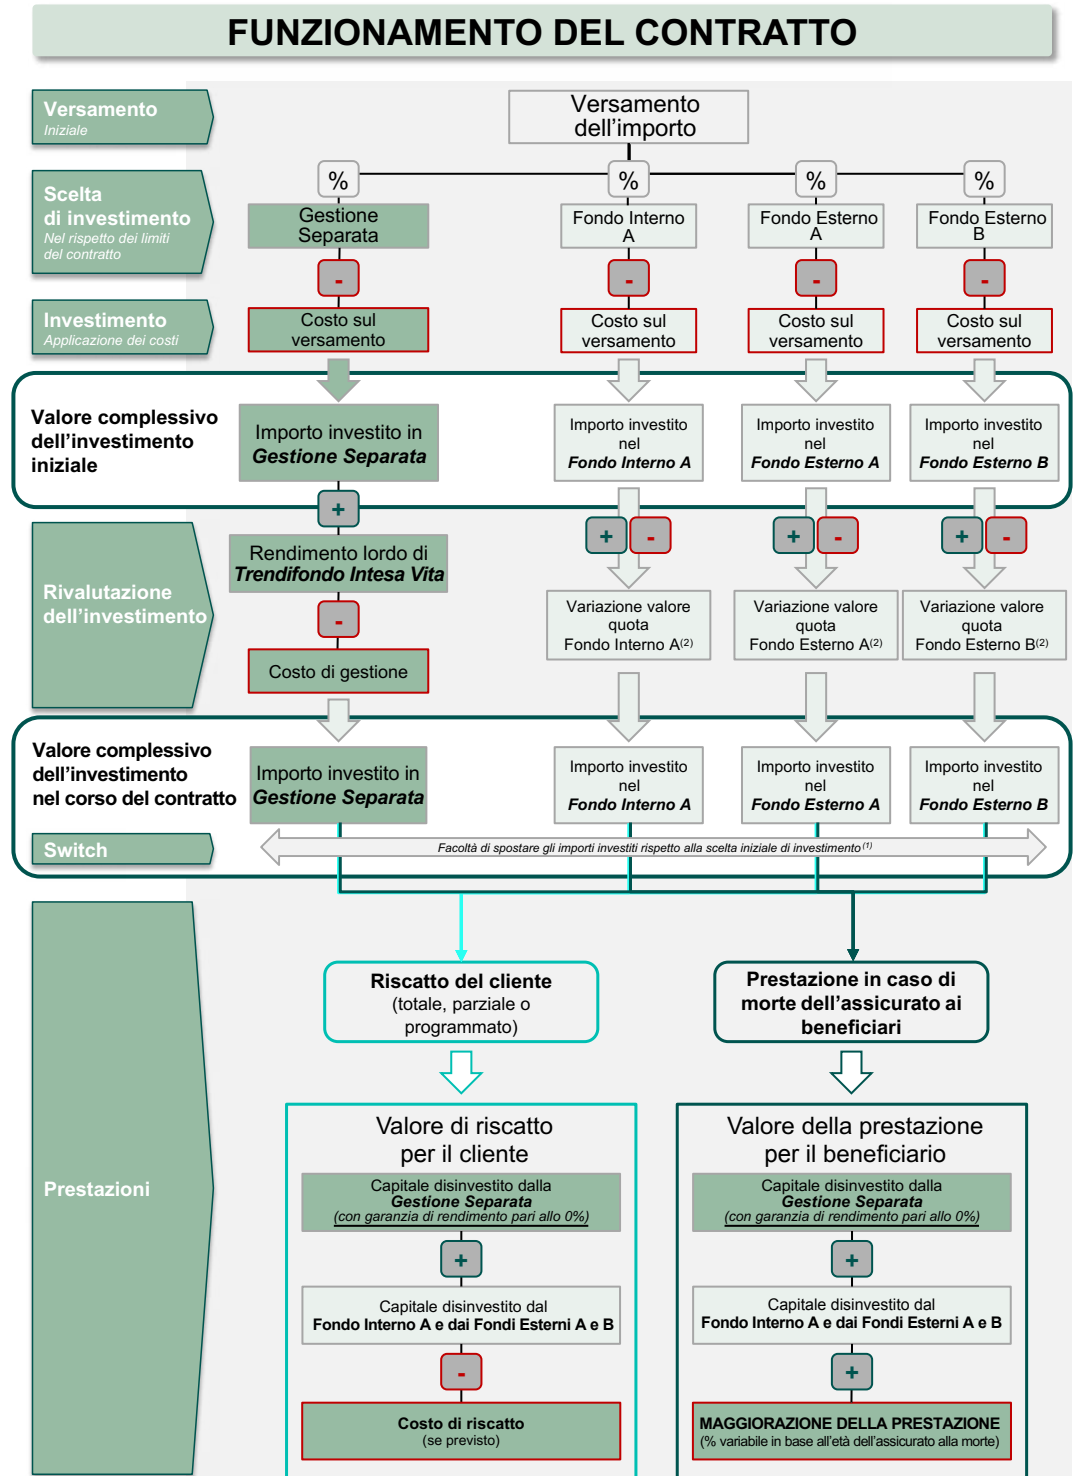 FUNZIONAMENTO DEL CONTRATTO
Versamento
Iniziale
Versamento
dell'importo
Scelta
di investimento
Nel rispetto dei limiti
del contratto
% % % %
Gestione
Separata
Fondo Interno
A
Fondo Esterno
A
Fondo Esterno
B
- - - -
Investimento
Applicazione dei costi
Costo sul
versamento
Costo sul
versamento
Costo sul
versamento
Costo sul
versamento
Valore complessivo
dell'investimento
iniziale
Importo investito in
Gestione Separata
Importo investito
nel
Fondo Interno A
Importo investito
nel
Fondo Esterno A
Importo investito
nel
Fondo Esterno B
+ + - + - + -
Rivalutazione
dell'investimento
Rendimento lordo di
Trendifondo Intesa Vita
-
Costo di gestione
Variazione valore
quota
Fondo Interno A(2)
Variazione valore
quota
Fondo Esterno A(2)
Variazione valore
quota
Fondo Esterno B(2)
Valore complessivo
dell'investimento
nel corso del contratto
Importo investito in
Gestione Separata
Importo investito
nel
Fondo Interno A
Importo investito
nel
Fondo Esterno A
Importo investito
nel
Fondo Esterno B
Switch
Facoltà di spostare gli importi investiti rispetto alla scelta iniziale di investimento(1)
Prestazioni
Riscatto del cliente
(totale, parziale o
programmato)
Prestazione in caso di
morte dell'assicurato ai
beneficiari
Valore di riscatto
per il cliente
Capitale disinvestito dalla
Gestione Separata
(con garanzia di rendimento pari allo 0%)
+
Capitale disinvestito dal
Fondo Interno A e dai Fondi Esterni A e B
-
Costo di riscatto
(se previsto)
Valore della prestazione
per il beneficiario
Capitale disinvestito dalla
Gestione Separata
(con garanzia di rendimento pari allo 0%)
+
Capitale disinvestito dal
Fondo Interno A e dai Fondi Esterni A e B
+
MAGGIORAZIONE DELLA PRESTAZIONE
(% variabile in base all'età dell'assicurato alla morte)